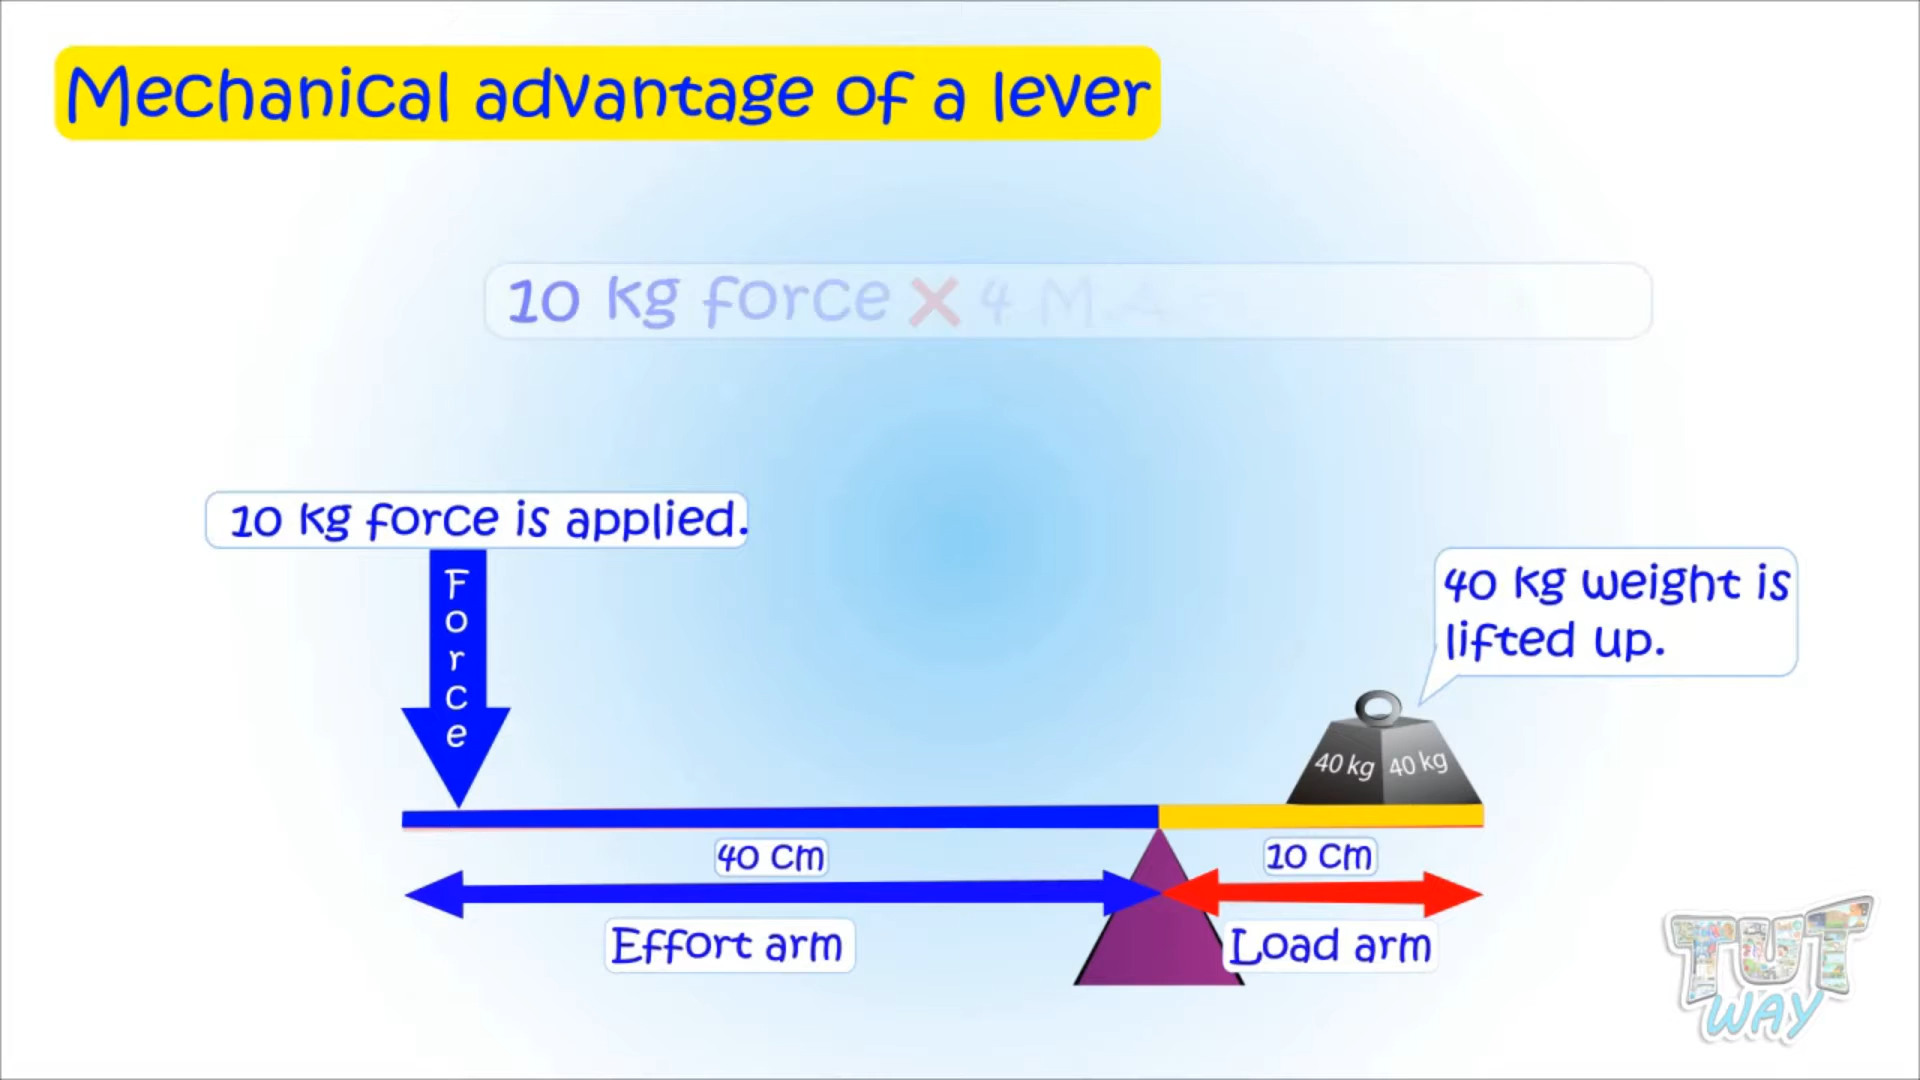 Mechanical advantage of a lever
10 kg force × 4 M.A =
10 kg force is applied.
Force
40 kg weight is
lifted up.
40 kg 40 kg
40 cm
10 cm
Effort arm
Load arm
TUT
WAY